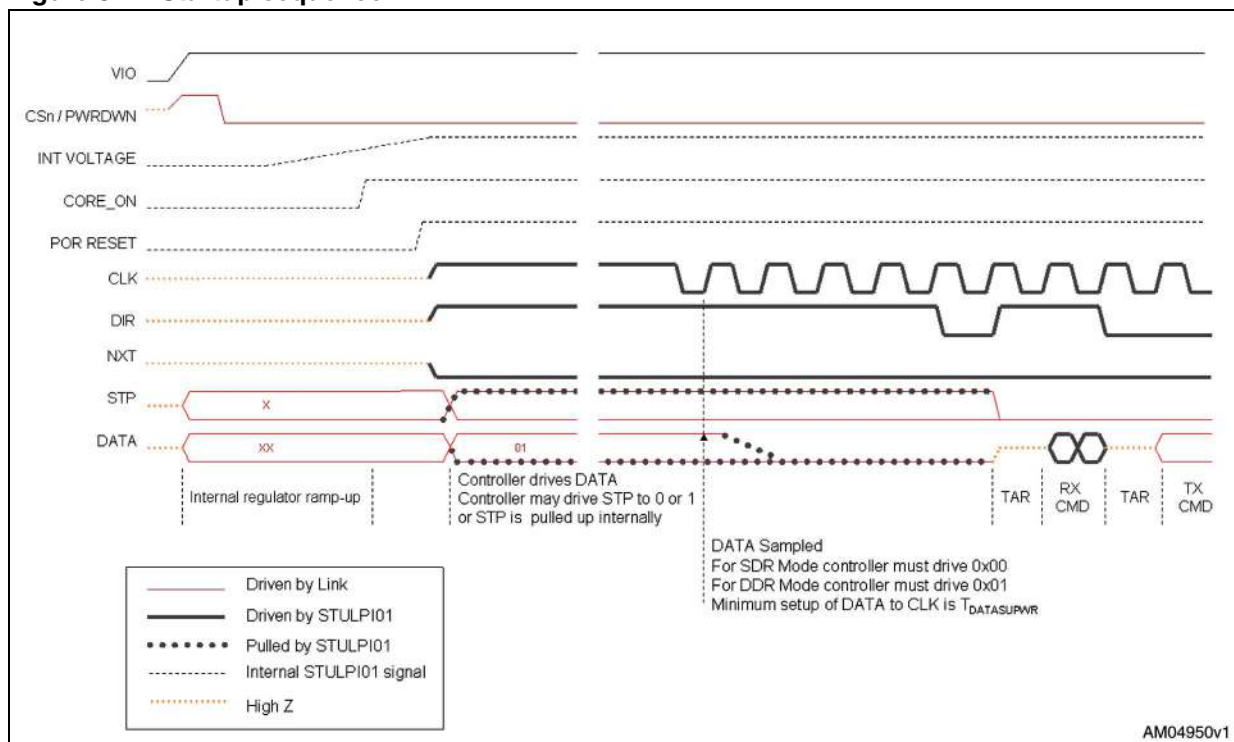 VIO
CSn / PWRDWN
INT VOLTAGE
CORE_ON
POR RESET
CLK
DIR
NXT
STP
X
DATA
XX
01
Internal regulator ramp-up
Controller drives DATA
Controller may drive STP to 0 or 1
or STP is pulled up internally
TAR
RX
CMD
TAR
TX
CMD
DATA Sampled
For SDR Mode controller must drive 0x00
For DDR Mode controller must drive 0x01
Minimum setup of DATA to CLK is TDATASUPWR
Driven by Link
Driven by STULPI01
Pulled by STULPI01
Internal STULPI01 signal
High Z
AM04950v1